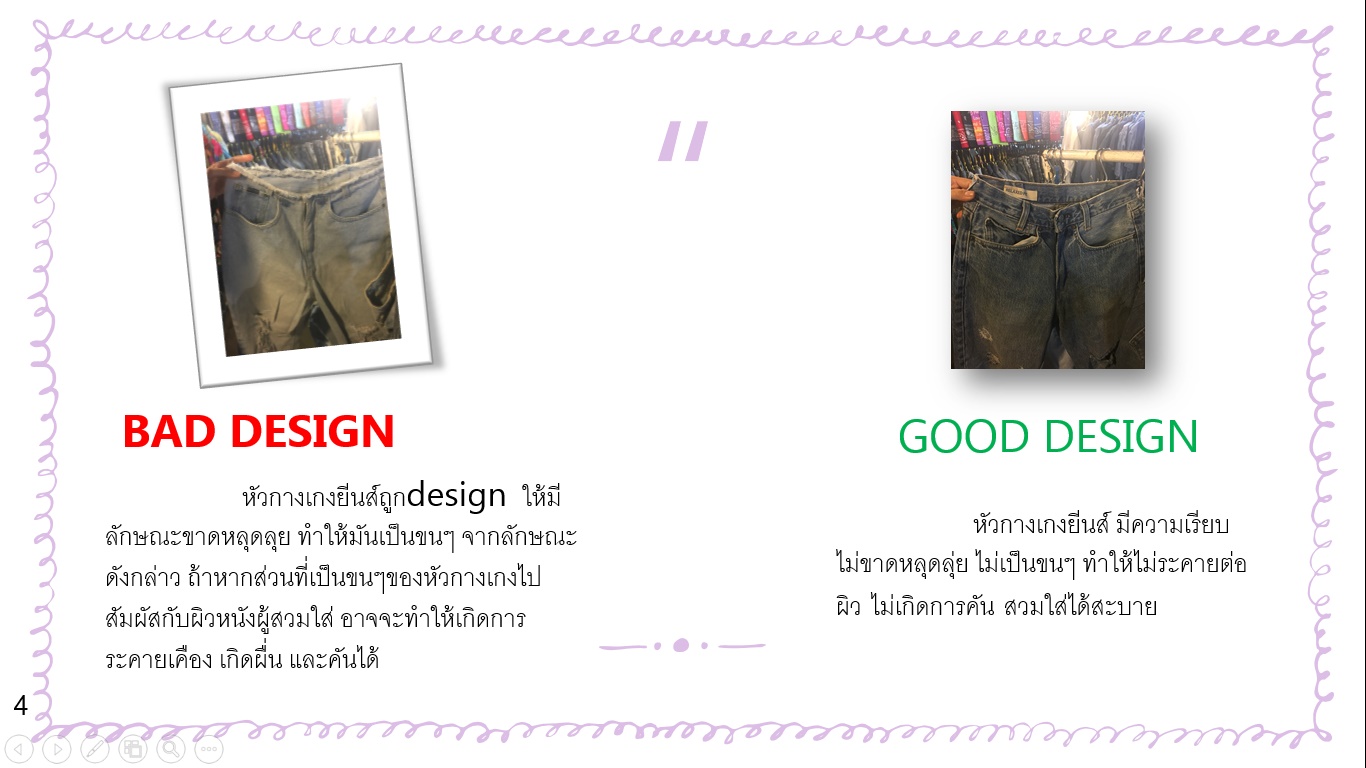 BAD DESIGN
หัวกางเกงยีนส์ถูกdesign ให้มี
ลักษณะขาดหลุดลุย ทำให้มันเป็นขนๆ จากลักษณะ
ดังกล่าว ถ้าหากส่วนที่เป็นขนๆของหัวกางเกงไป
สัมผัสกับผิวหนังผู้สวมใส่ อาจจะทำให้เกิดการ
ระคายเคือง เกิดผื่น และคันได้
GOOD DESIGN
หัวกางเกงยีนส์ มีความเรียบ
ไม่ขาดหลุดลุ่ย ไม่เป็นขนๆ ทำให้ไม่ระคายต่อ
ผิว ไม่เกิดการคัน สวมใส่ได้สะบาย
4